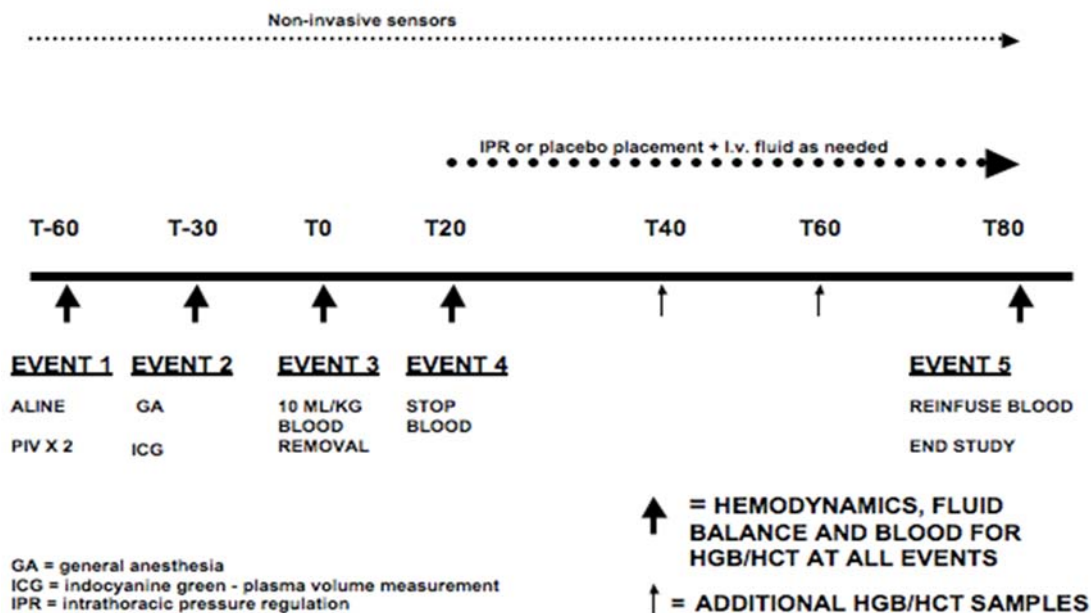 Non-invasive sensors
IPR or placebo placement + I.v. fluid as needed
T-60 T-30 T0 T20 T40 T60 T80
EVENT 1 EVENT 2 EVENT 3 EVENT 4 EVENT 5
ALINE GA 10 ML/KG STOP REINFUSE BLOOD
BLOOD BLOOD
PIV X 2 ICG REMOVAL END STUDY
= HEMODYNAMICS, FLUID
BALANCE AND BLOOD FOR
HGB/HCT AT ALL EVENTS
GA = general anesthesia
ICG = indocyanine green - plasma volume measurement
IPR = intrathoracic pressure regulation
= ADDITIONAL HGB/HCT SAMPLES